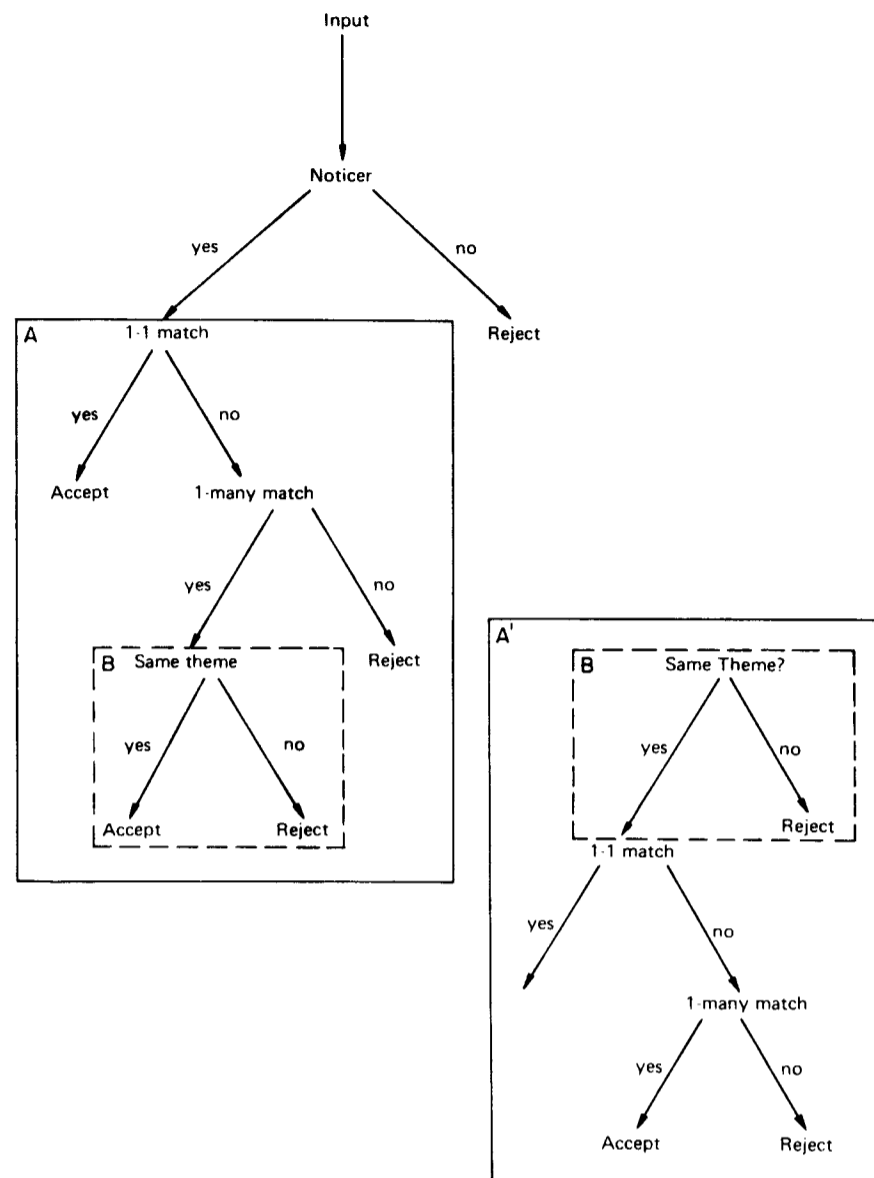 Input
Noticer
yes
no
A
1-1 match
Reject
yes
no
Accept
1-many match
yes
no
B Same theme
Reject
yes
no
Accept
Reject
A'
B Same Theme?
yes
no
Reject
1-1 match
yes
no
1-many match
yes
no
Accept
Reject